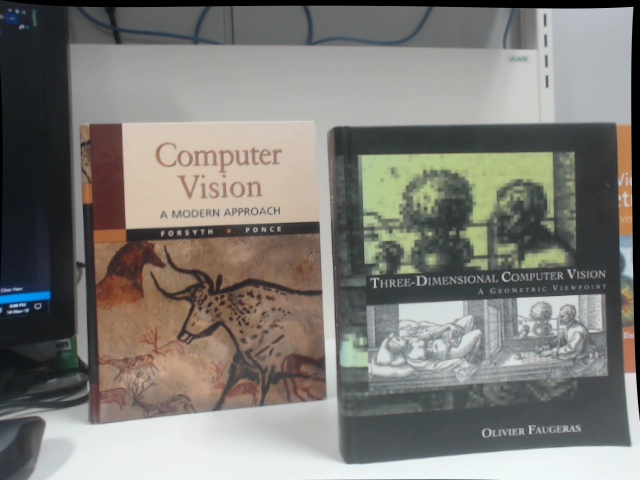 Computer
Vision
A MODERN APPROACH
FORSYTH ▪ PONCE
THREE-DIMENSIONAL COMPUTER VISION
A GEOMETRIC VIEWPOINT
OLIVIER FAUGERAS